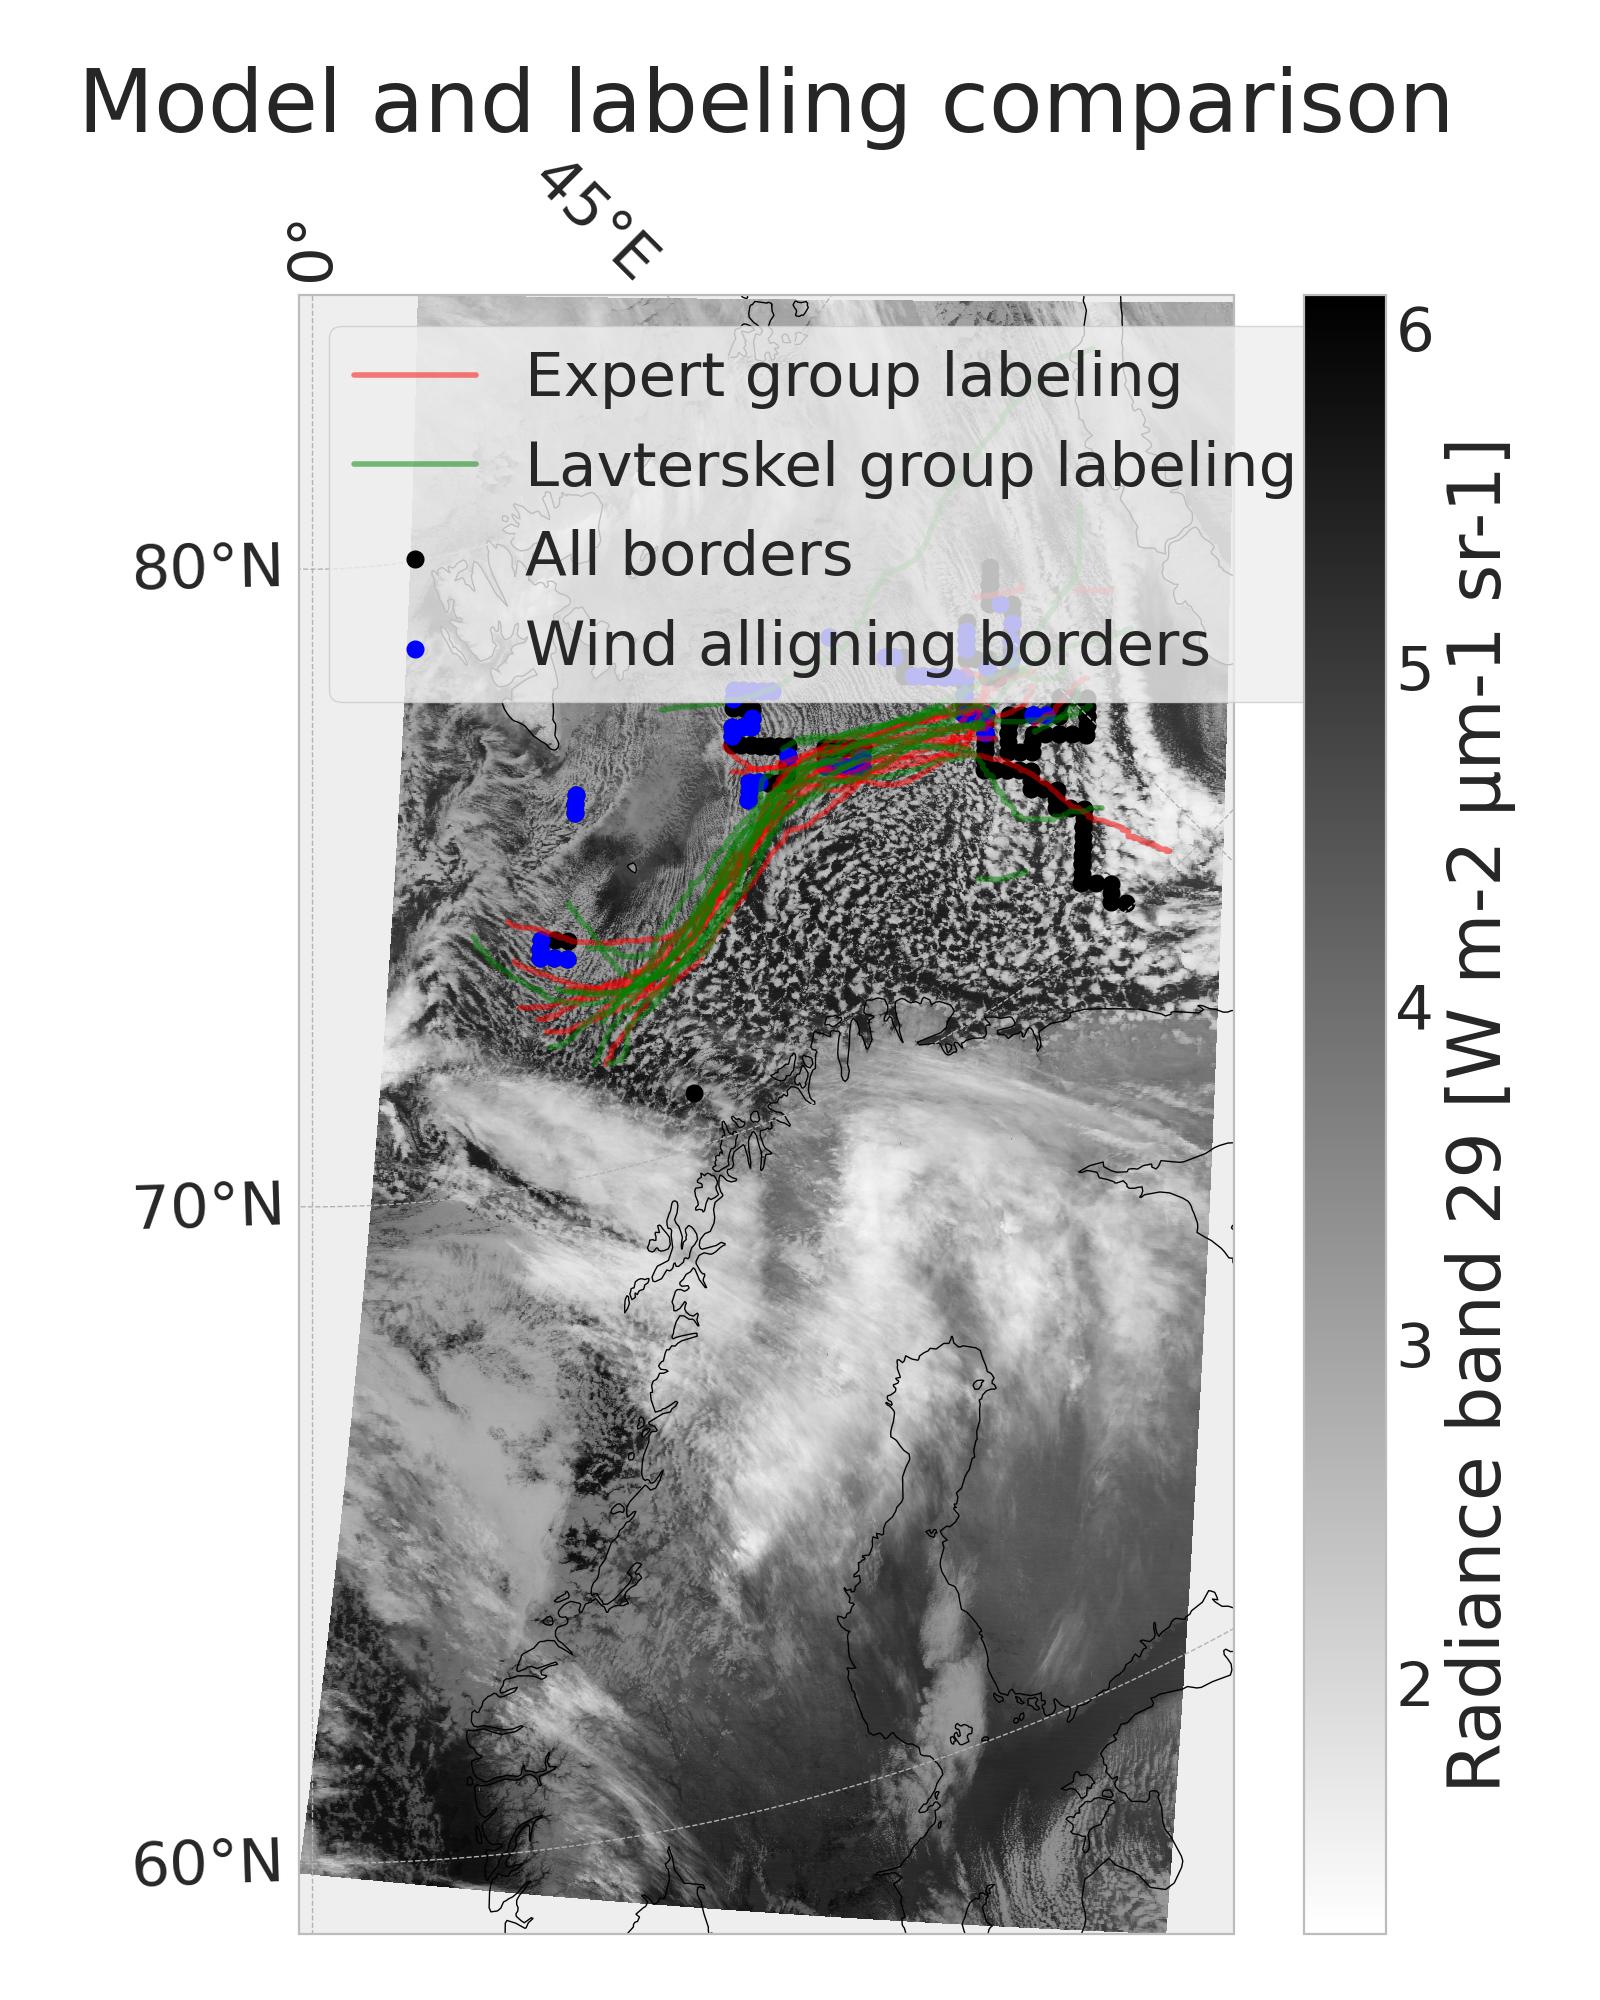 Model and labeling comparison
0°
45°E
Expert group labeling
Lavterskel group labeling
All borders
Wind alligning borders
80°N
70°N
60°N
6
5
4
3
2
Radiance band 29 [W m-2 µm-1 sr-1]